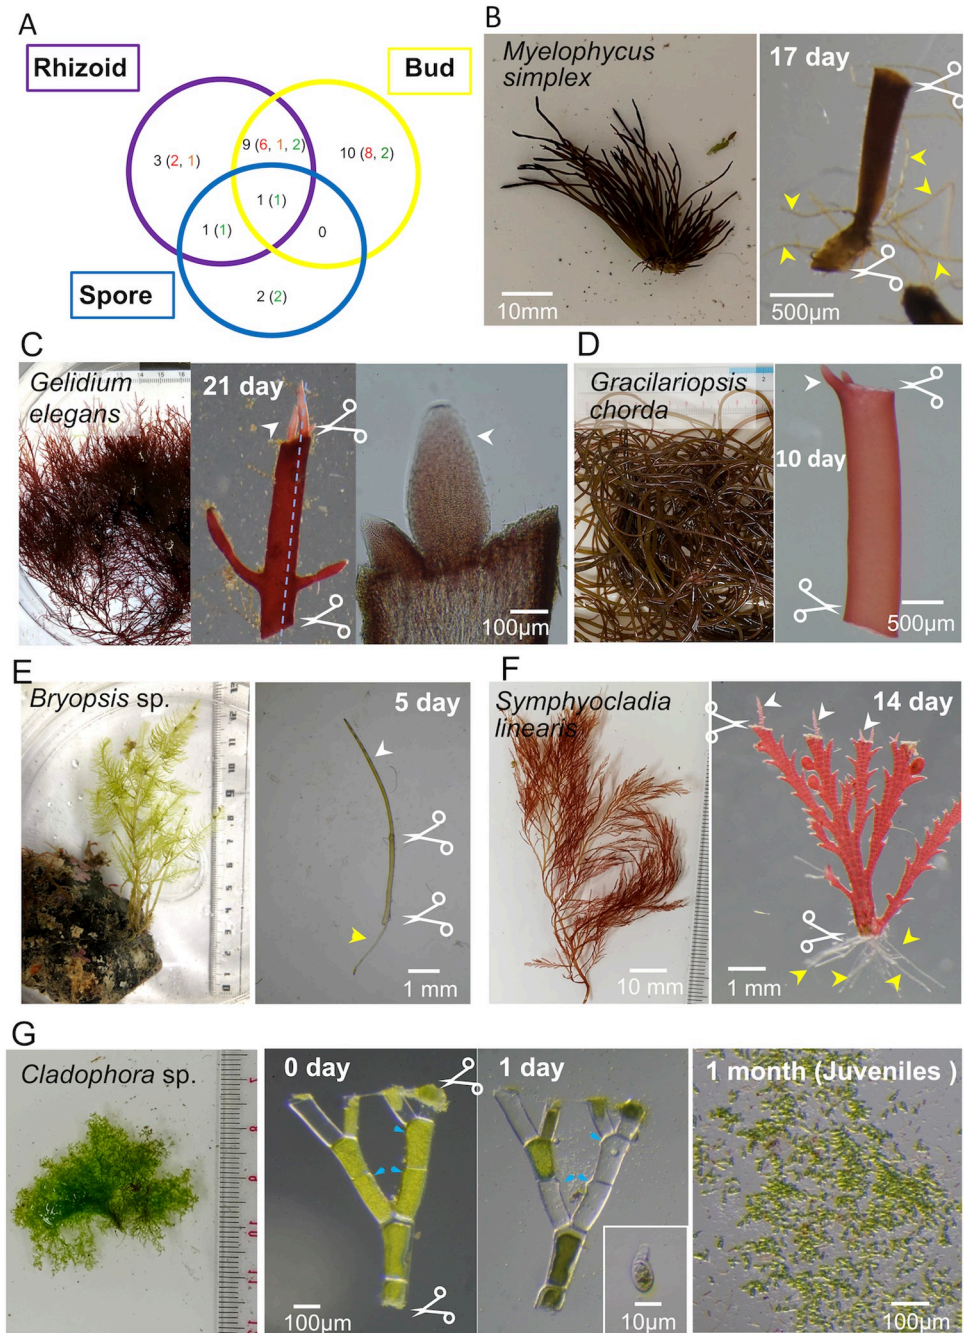 A
Rhizoid
Bud
3 (2, 1)
9 (6, 1, 2)
10 (8, 2)
1 (1)
1 (1)
0
Spore
2 (2)
B
Myelophycus
simplex
10mm
17 day
500µm
C
Gelidium
elegans
21 day
100µm
D
Gracilariopsis
chorda
10 day
500µm
E
Bryopsis sp.
5 day
1 mm
F
Symphyocladia
linearis
10 mm
14 day
1 mm
G
Cladophora sp.
0 day
100µm
1 day
10µm
1 month (Juveniles )
100µm